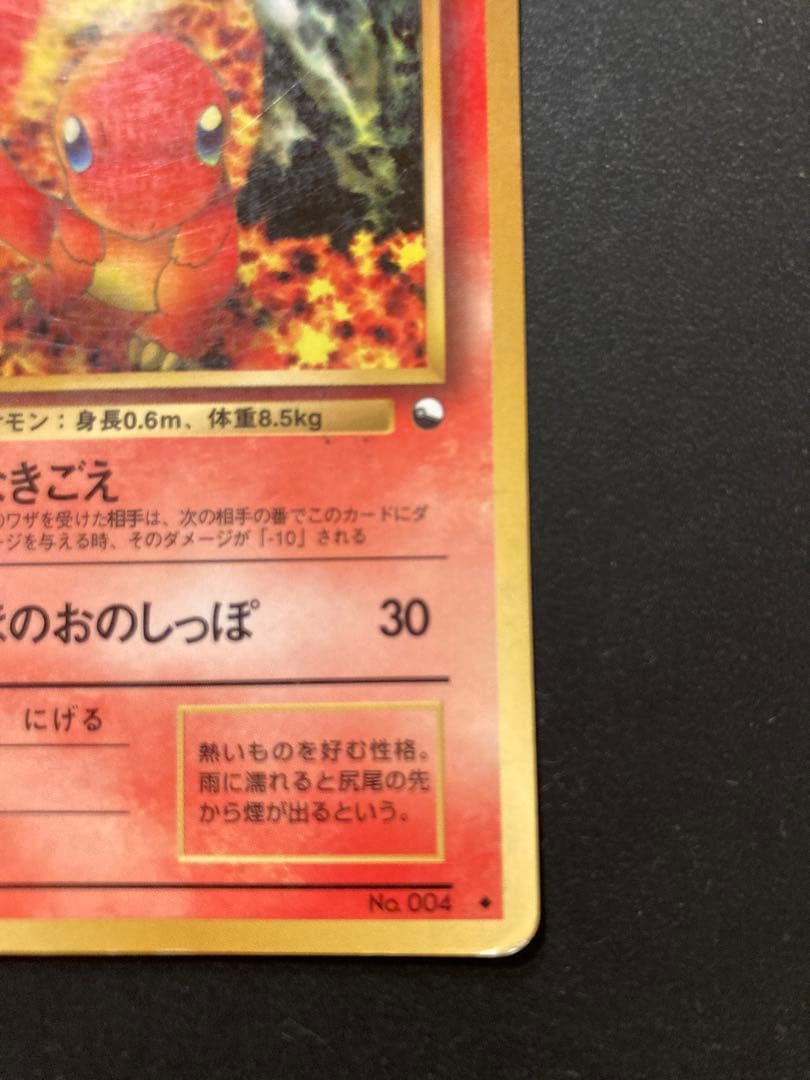 モン：身長0.6m、体重8.5kg
きごえ
ワザを受けた相手は、次の相手の番でこのカードにダ
ージを与える時、そのダメージが「-10」される
のおのしっぽ 30
にげる
熱いものを好む性格。
雨に濡れると尻尾の先
から煙が出るという。
No. 004 ◆